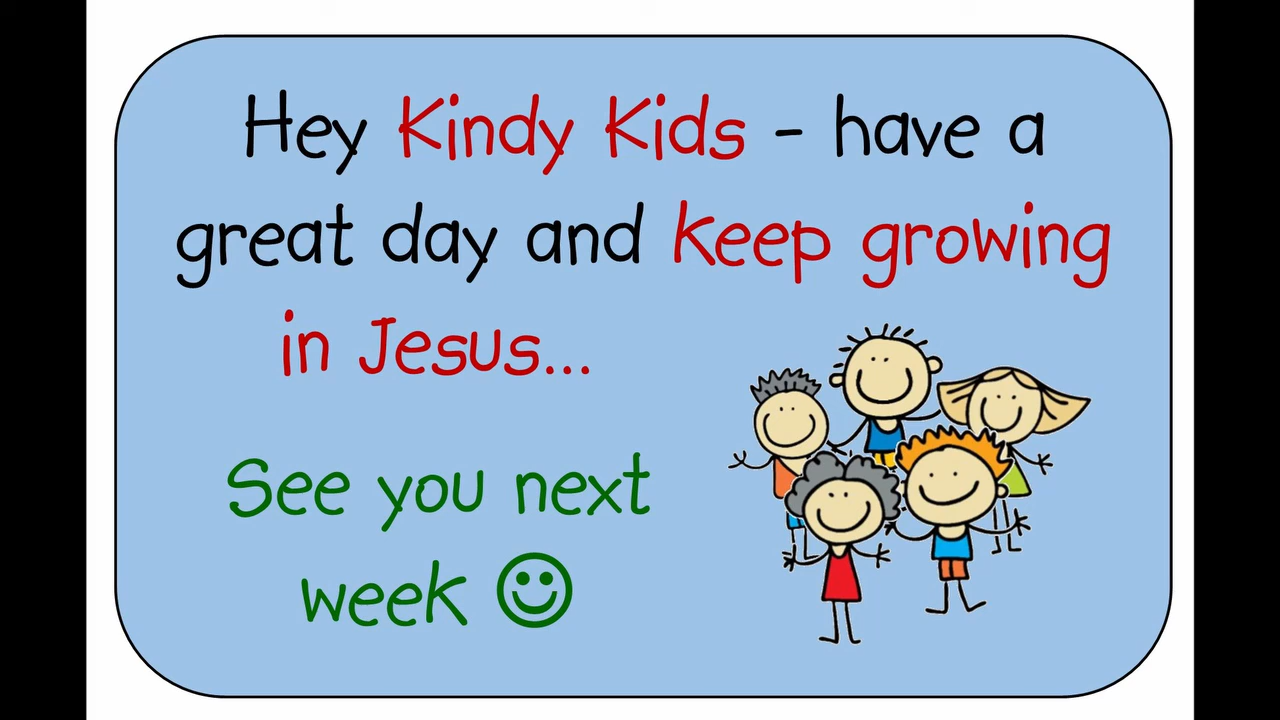 Hey Kindy Kids - have a
great day and keep growing
in Jesus...
See you next
week ☺